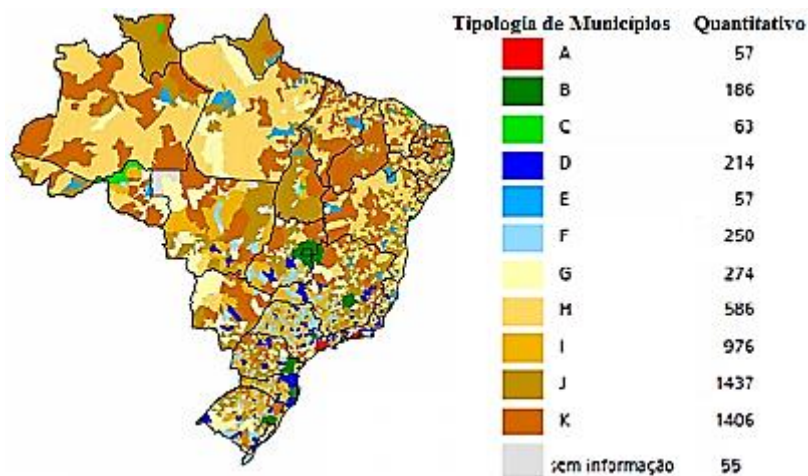 Tipologia de Municípios Quantitativo
A 57
B 186
C 63
D 214
E 57
F 250
G 274
H 586
I 976
J 1437
K 1406
sem informação 55